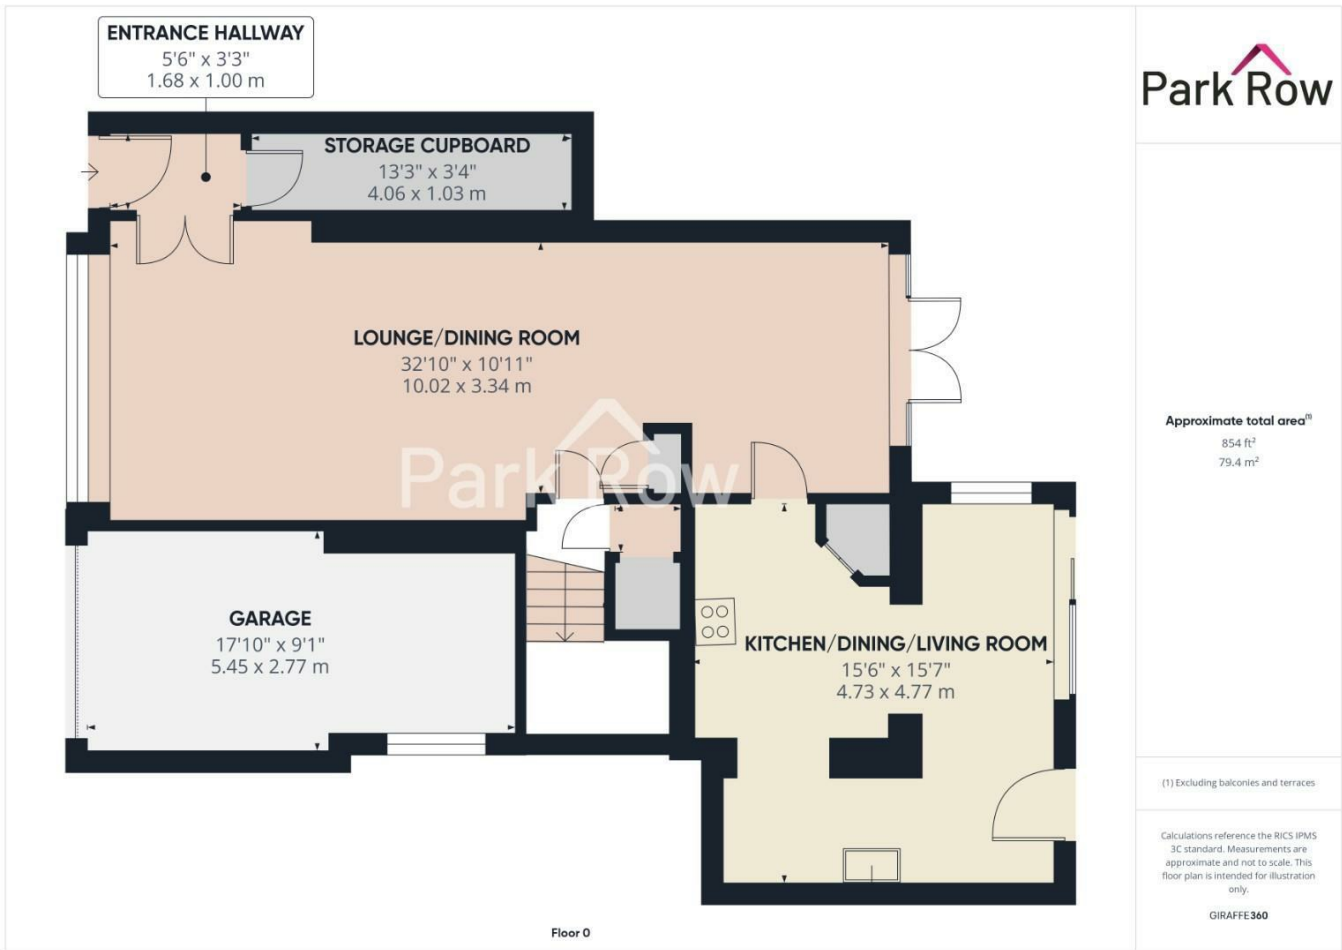 ENTRANCE HALLWAY
5'6" x 3'3"
1.68 x 1.00 m
STORAGE CUPBOARD
13'3" x 3'4"
4.06 x 1.03 m
LOUNGE/DINING ROOM
32'10" x 10'11"
10.02 x 3.34 m
Park Row
GARAGE
17'10" x 9'1"
5.45 x 2.77 m
KITCHEN/DINING/LIVING ROOM
15'6" x 15'7"
4.73 x 4.77 m
Floor 0
Park Row
Approximate total area(1)
854 ft²
79.4 m²
(1) Excluding balconies and terraces
Calculations reference the RICS IPMS
3C standard. Measurements are
approximate and not to scale. This
floor plan is intended for illustration
only.
GIRAFFE360